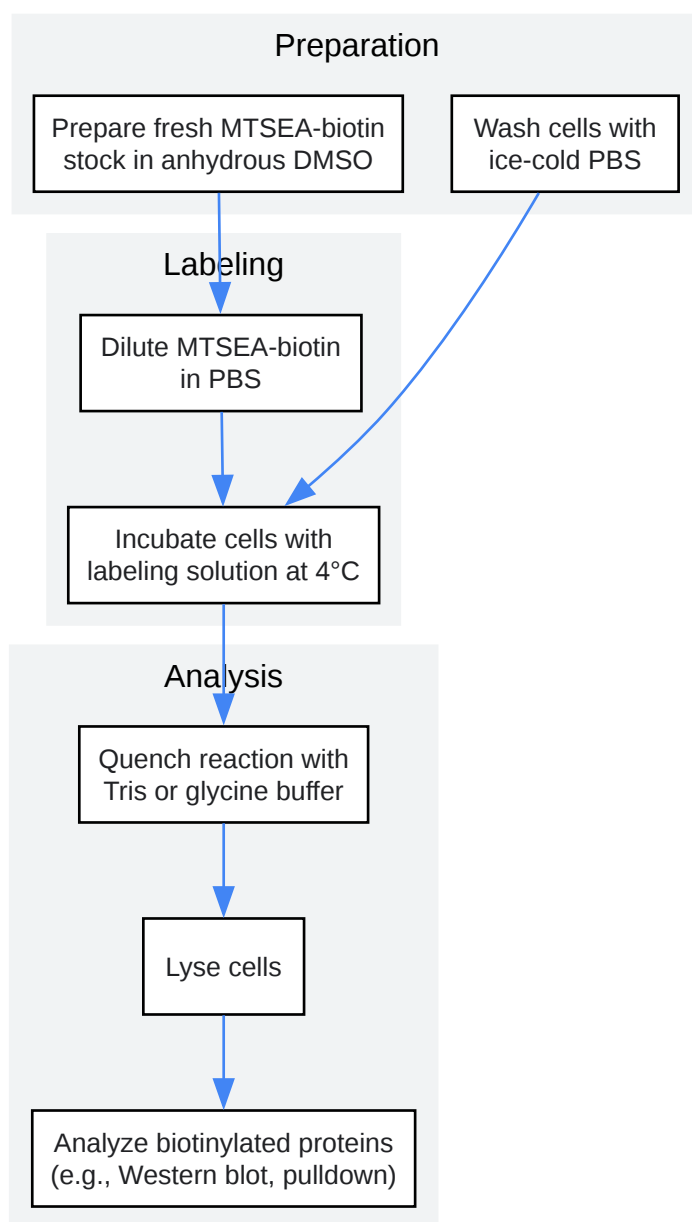 Preparation
Prepare fresh MTSEA-biotin
stock in anhydrous DMSO
Wash cells with
ice-cold PBS
Labeling
Dilute MTSEA-biotin
in PBS
Incubate cells with
labeling solution at 4°C
Analysis
Quench reaction with
Tris or glycine buffer
Lyse cells
Analyze biotinylated proteins
(e.g., Western blot, pulldown)